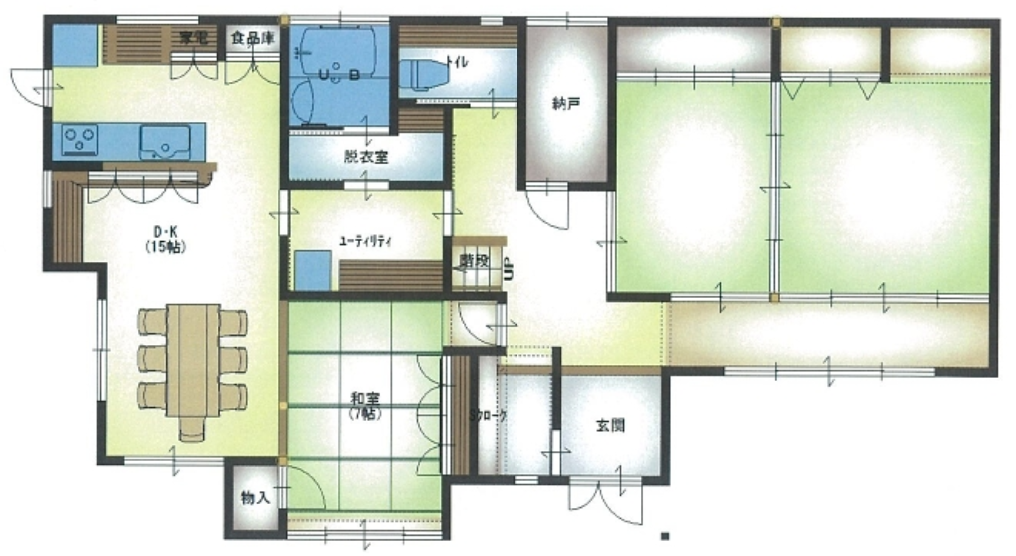 家電
食品庫
U B
トイレ
納戸
脱衣室
D・K
(15帖)
ユーティリティ
階段
UP
和室
(7帖)
Sクローク
玄関
物入